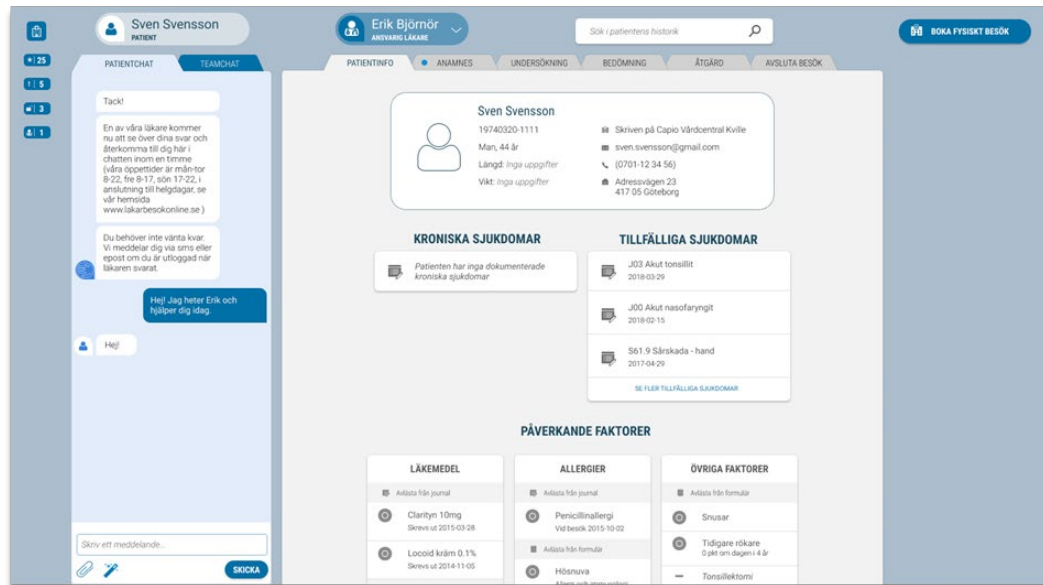 Sven Svensson
PATIENT
Erik Björnör
ANSVARIG LÄKARE
Sök i patientens historik
BOKA FYSISKT BESÖK
25
5
3
1
PATIENTCHAT
TEAMCHAT
Tack!
En av våra läkare kommer
nu att se över dina svar och
återkomma till dig här i
chatten inom en timme
(våra öppettider är mån-tor
8-22, fre 8-17, sön 17-22, i
anslutning till helgdagar, se
vår hemsida
www.lakarbesokonline.se )
Du behöver inte vänta kvar.
Vi meddelar dig via sms eller
epost om du är utloggad när
läkaren svarat.
Hej! Jag heter Erik och
hjälper dig idag.
Hej!
Skriv ett meddelande...
SKICKA
PATIENTINFO
ANAMNES
UNDERSÖKNING
BEDÖMNING
ÅTGÄRD
AVSLUTA BESÖK
Sven Svensson
19740320-1111
Man, 44 år
Längd: Inga uppgifter
Vikt: Inga uppgifter
Skriven på Capio Vårdcentral Kville
sven.svensson@gmail.com
(0701-12 34 56)
Adressvägen 23
417 05 Göteborg
KRONISKA SJUKDOMAR
Patienten har inga dokumenterade
kroniska sjukdomar
TILLFÄLLIGA SJUKDOMAR
J03 Akut tonsillit
2018-03-29
J00 Akut nasofaryngit
2018-02-15
S61.9 Sårskada - hand
2017-04-29
SE FLER TILLFÄLLIGA SJUKDOMAR
PÅVERKANDE FAKTORER
LÄKEMEDEL
Avlästa från journal
Clarityn 10mg
Skrevs ut 2015-03-28
Locoid kräm 0.1%
Skrevs ut 2014-11-05
ALLERGIER
Avlästa från journal
Penicillinallergi
Vid besök 2015-10-02
Avlästa från formulär
Hösnuva
ÖVRIGA FAKTORER
Avlästa från formulär
Snusar
Tidigare rökare
0 pkt om dagen i 4 år
Tonsillektomi